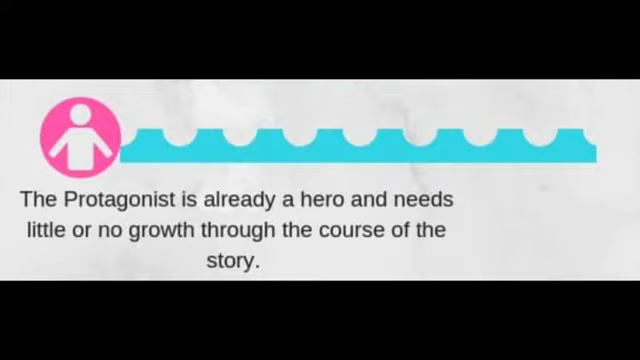 The Protagonist is already a hero and needs
little or no growth through the course of the
story.